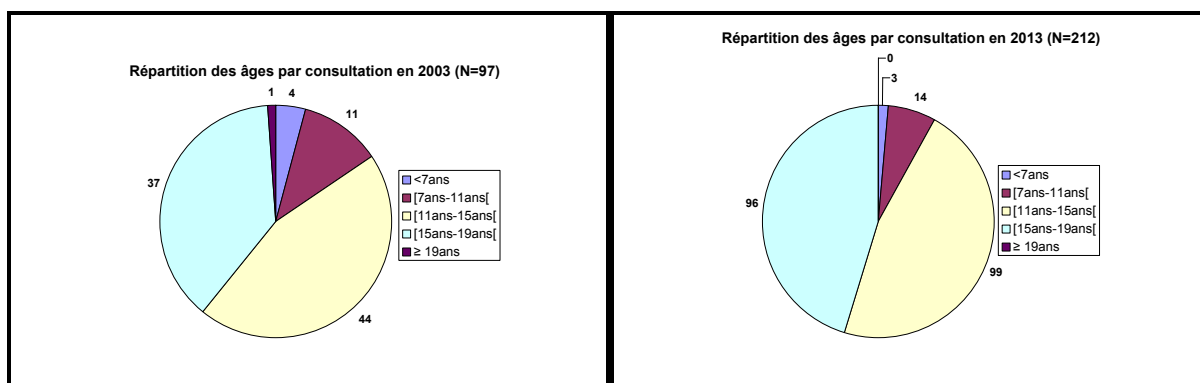 Répartition des âges par consultation en 2003 (N=97)
1
4
11
37
44
<7ans
[7ans-11ans[
[11ans-15ans[
[15ans-19ans[
≥ 19ans
Répartition des âges par consultation en 2013 (N=212)
0
3
14
96
99
<7ans
[7ans-11ans[
[11ans-15ans[
[15ans-19ans[
≥ 19ans